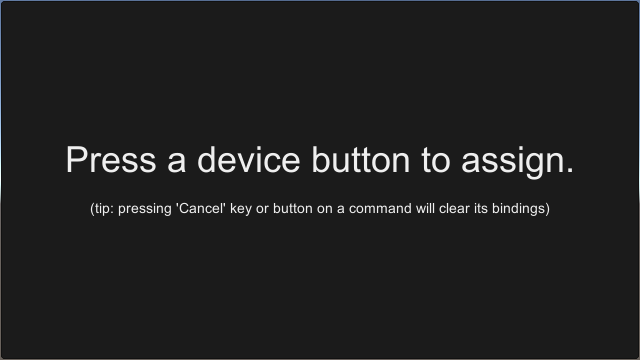 Press a device button to assign.
(tip: pressing 'Cancel' key or button on a command will clear its bindings)